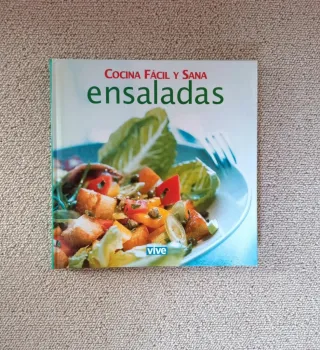 COCINA FÁCIL Y SANA
ensaladas
vive